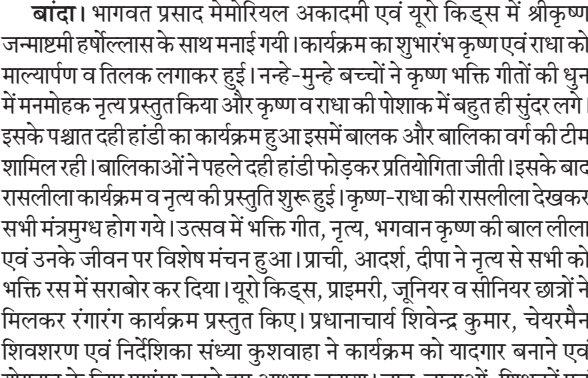 बांदा। भागवत प्रसाद मेमोरियल अकादमी एवं यूरो किड्स में श्रीकृष्ण
जन्माष्टमी हर्षोल्लास के साथ मनाई गयी। कार्यक्रम का शुभारंभ कृष्ण एवं राधा को
माल्यार्पण व तिलक लगाकर हुई। नन्हे-मुन्हे बच्चों ने कृष्ण भक्ति गीतों की धुन
में मनमोहक नृत्य प्रस्तुत किया और कृष्ण व राधा की पोशाक में बहुत ही सुंदर लगे।
इसके पश्चात दही हांडी का कार्यक्रम हुआ इसमें बालक और बालिका वर्ग की टीम
शामिल रही। बालिकाओं ने पहले दही हांडी फोड़कर प्रतियोगिता जीती। इसके बाद
रासलीला कार्यक्रम व नृत्य की प्रस्तुति शुरू हुई। कृष्ण-राधा की रासलीला देखकर
सभी मंत्रमुग्ध होग गये। उत्सव में भक्ति गीत, नृत्य, भगवान कृष्ण की बाल लीला
एवं उनके जीवन पर विशेष मंचन हुआ। प्राची, आदर्श, दीपा ने नृत्य से सभी को
भक्ति रस में सराबोर कर दिया। यूरो किड्स, प्राइमरी, जूनियर व सीनियर छात्रों ने
मिलकर रंगारंग कार्यक्रम प्रस्तुत किए। प्रधानाचार्य शिवेन्द्र कुमार, चेयरमैन
शिवशरण एवं निर्देशिका संध्या कुशवाहा ने कार्यक्रम को यादगार बनाने एवं